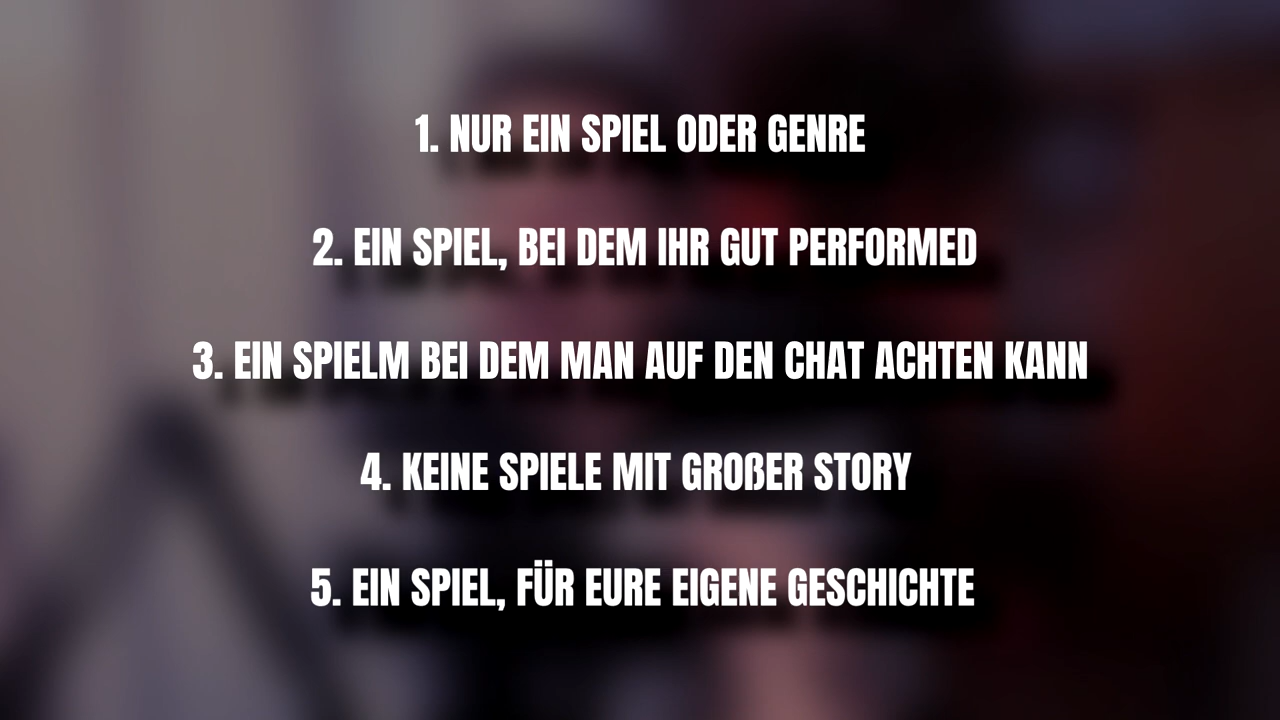 1. NUR EIN SPIEL ODER GENRE
2. EIN SPIEL, BEI DEM IHR GUT PERFORMED
3. EIN SPIELM BEI DEM MAN AUF DEN CHAT ACHTEN KANN
4. KEINE SPIELE MIT GROßER STORY
5. EIN SPIEL, FÜR EURE EIGENE GESCHICHTE